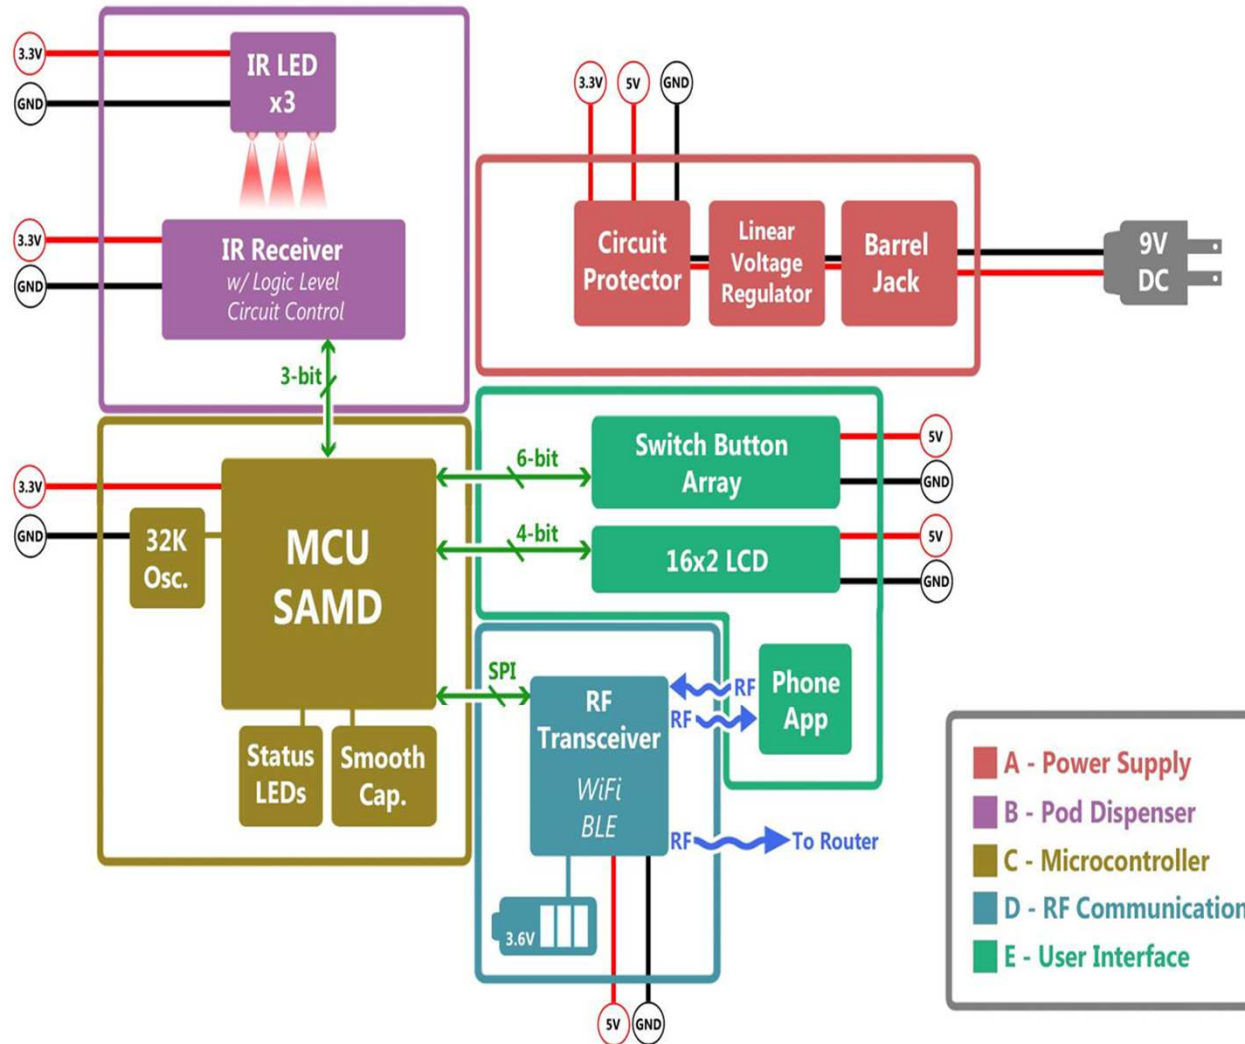 3.3V
GND
IR LED
x3
3.3V
GND
IR Receiver
w/ Logic Level
Circuit Control
3-bit
3.3V
5V
GND
Circuit
Protector
Linear
Voltage
Regulator
Barrel
Jack
9V
DC
3.3V
GND
32K
Osc.
MCU
SAMD
Status
LEDs
Smooth
Cap.
6-bit
4-bit
SPI
Switch Button
Array
5V
GND
16x2 LCD
5V
GND
RF
Transceiver
WiFi
BLE
RF
RF
Phone
App
RF
To Router
3.6V
5V
GND
A - Power Supply
B - Pod Dispenser
C - Microcontroller
D - RF Communication
E - User Interface